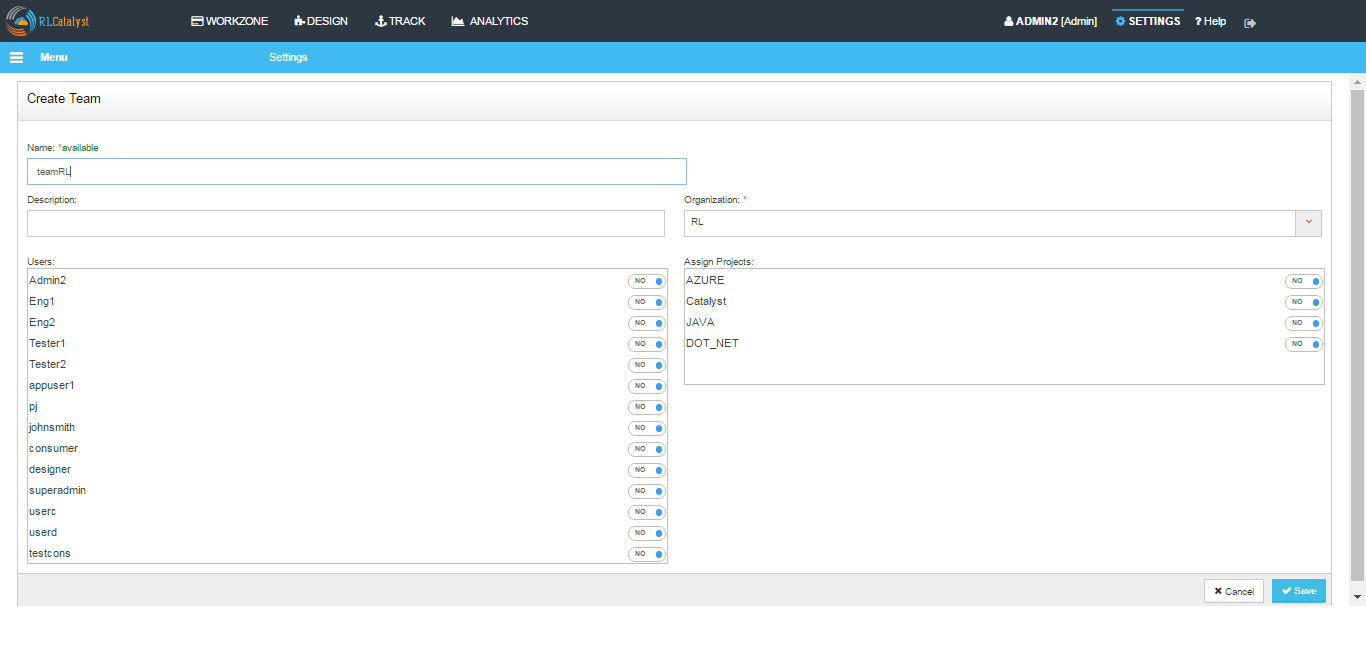 RLCatalyst WORKZONE DESIGN TRACK ANALYTICS ADMIN2 [Admin] SETTINGS ? Help
Menu Settings
Create Team
Name: *available
teamRL
Description: Organization: *
RL
Users: Assign Projects:
Admin2 NO AZURE NO
Eng1 NO Catalyst NO
Eng2 NO JAVA NO
Tester1 NO DOT_NET NO
Tester2 NO
appuser1 NO
pj NO
johnsmith NO
consumer NO
designer NO
superadmin NO
userc NO
userd NO
testcons NO
Cancel Save